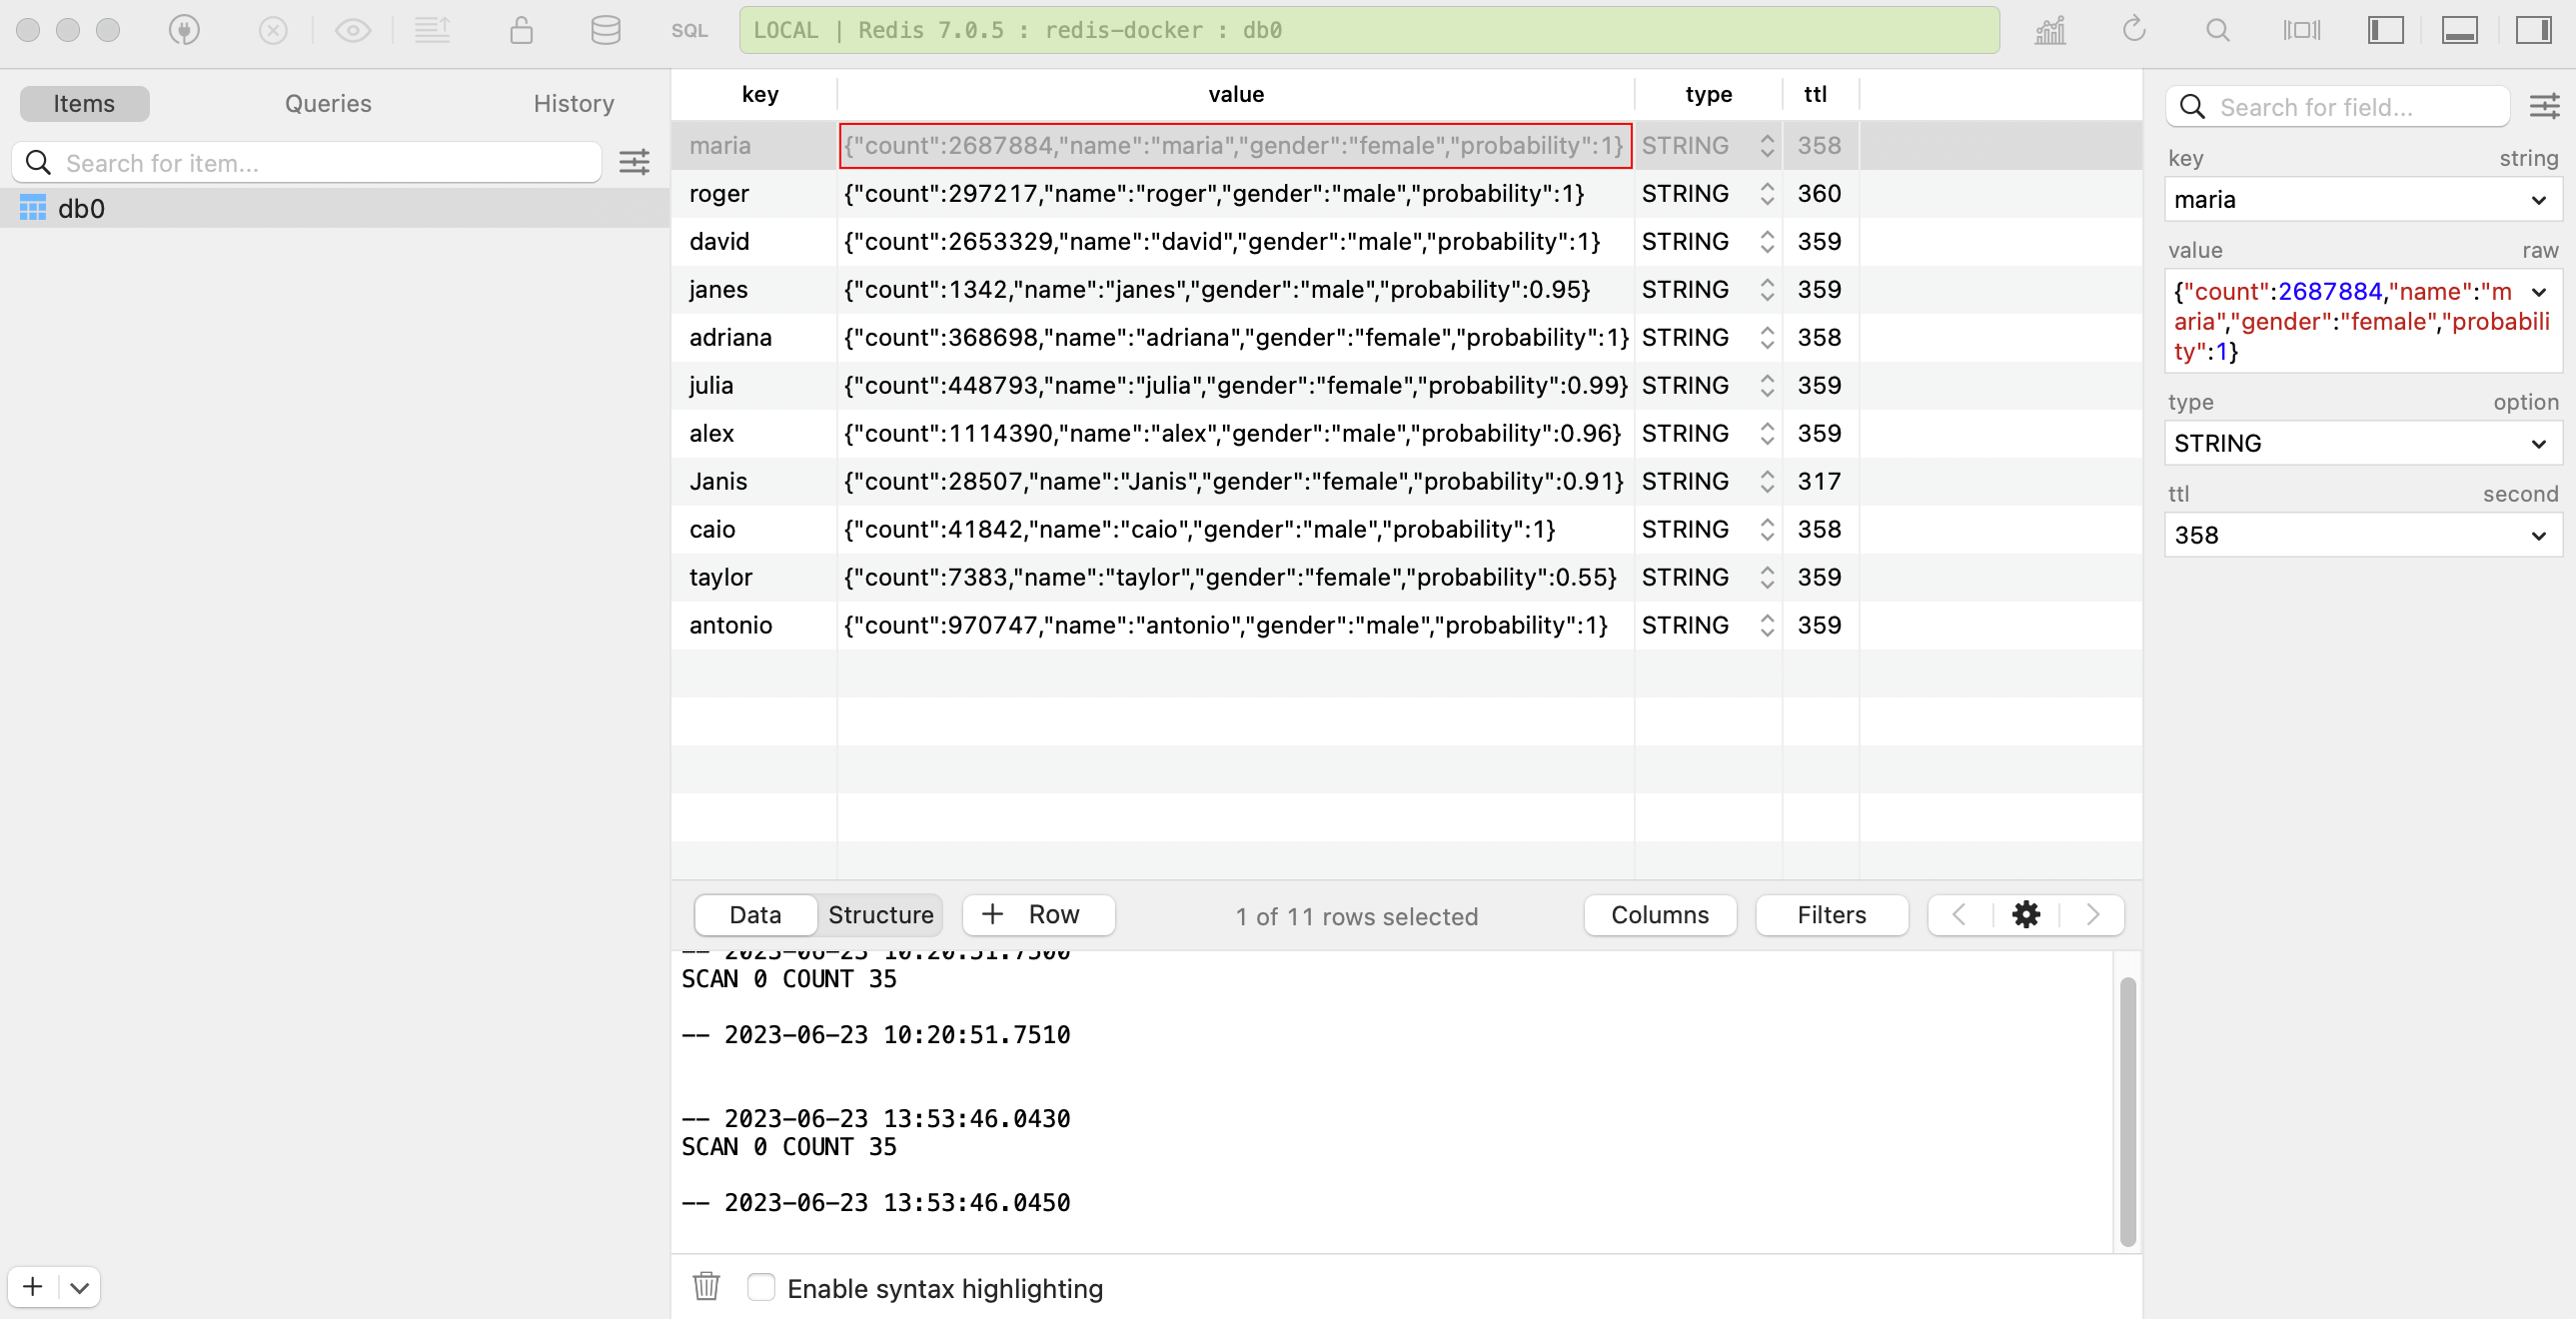 SQL
LOCAL | Redis 7.0.5 : redis-docker : db0
Items Queries History
Search for item...
db0
key value type ttl
maria {"count":2687884,"name":"maria","gender":"female","probability":1} STRING 358
roger {"count":297217,"name":"roger","gender":"male","probability":1} STRING 360
david {"count":2653329,"name":"david","gender":"male","probability":1} STRING 359
janes {"count":1342,"name":"janes","gender":"male","probability":0.95} STRING 359
adriana {"count":368698,"name":"adriana","gender":"female","probability":1} STRING 358
julia {"count":448793,"name":"julia","gender":"female","probability":0.99} STRING 359
alex {"count":1114390,"name":"alex","gender":"male","probability":0.96} STRING 359
Janis {"count":28507,"name":"Janis","gender":"female","probability":0.91} STRING 317
caio {"count":41842,"name":"caio","gender":"male","probability":1} STRING 358
taylor {"count":7383,"name":"taylor","gender":"female","probability":0.55} STRING 359
antonio {"count":970747,"name":"antonio","gender":"male","probability":1} STRING 359
Data Structure + Row 1 of 11 rows selected Columns Filters
-- 2023-06-23 10:20:51.7500
SCAN 0 COUNT 35
-- 2023-06-23 10:20:51.7510
-- 2023-06-23 13:53:46.0430
SCAN 0 COUNT 35
-- 2023-06-23 13:53:46.0450
Enable syntax highlighting
Search for field...
key string
maria
value raw
{"count":2687884,"name":"m
aria","gender":"female","probabili
ty":1}
type option
STRING
ttl second
358